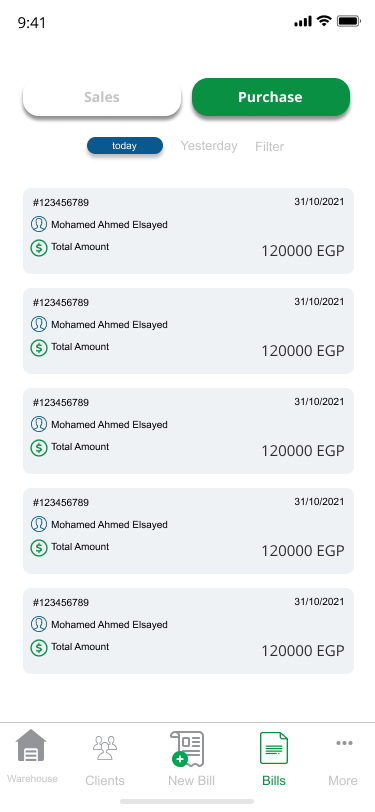 9:41
Sales Purchase
today Yesterday Filter
#123456789 31/10/2021
Mohamed Ahmed Elsayed
Total Amount 120000 EGP
#123456789 31/10/2021
Mohamed Ahmed Elsayed
Total Amount 120000 EGP
#123456789 31/10/2021
Mohamed Ahmed Elsayed
Total Amount 120000 EGP
#123456789 31/10/2021
Mohamed Ahmed Elsayed
Total Amount 120000 EGP
#123456789 31/10/2021
Mohamed Ahmed Elsayed
Total Amount 120000 EGP
Warehouse Clients New Bill Bills More